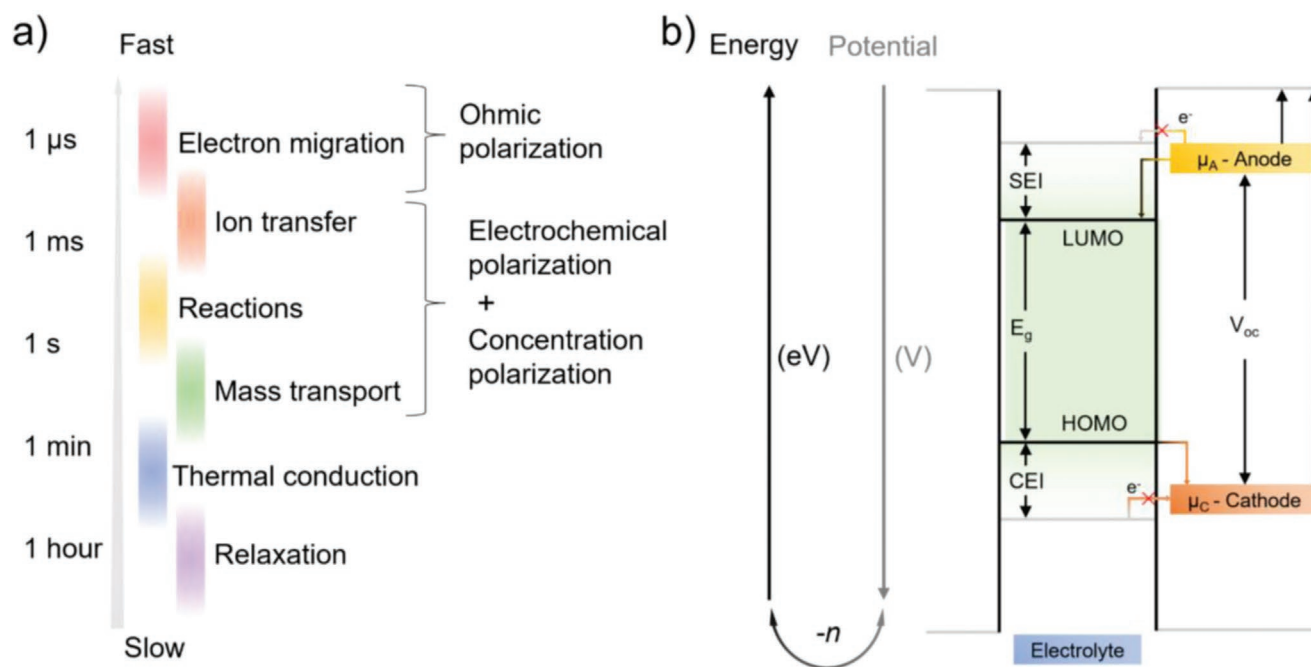 a)
Fast
1 μs
Electron migration
Ohmic
polarization
Ion transfer
1 ms
Electrochemical
polarization
+
Concentration
polarization
Reactions
1 s
Mass transport
1 min
Thermal conduction
1 hour
Relaxation
Slow
b)
Energy
Potential
(eV)
(V)
-n
e-
μA - Anode
SEI
LUMO
Eg
Voc
HOMO
CEI
e-
μC - Cathode
Electrolyte